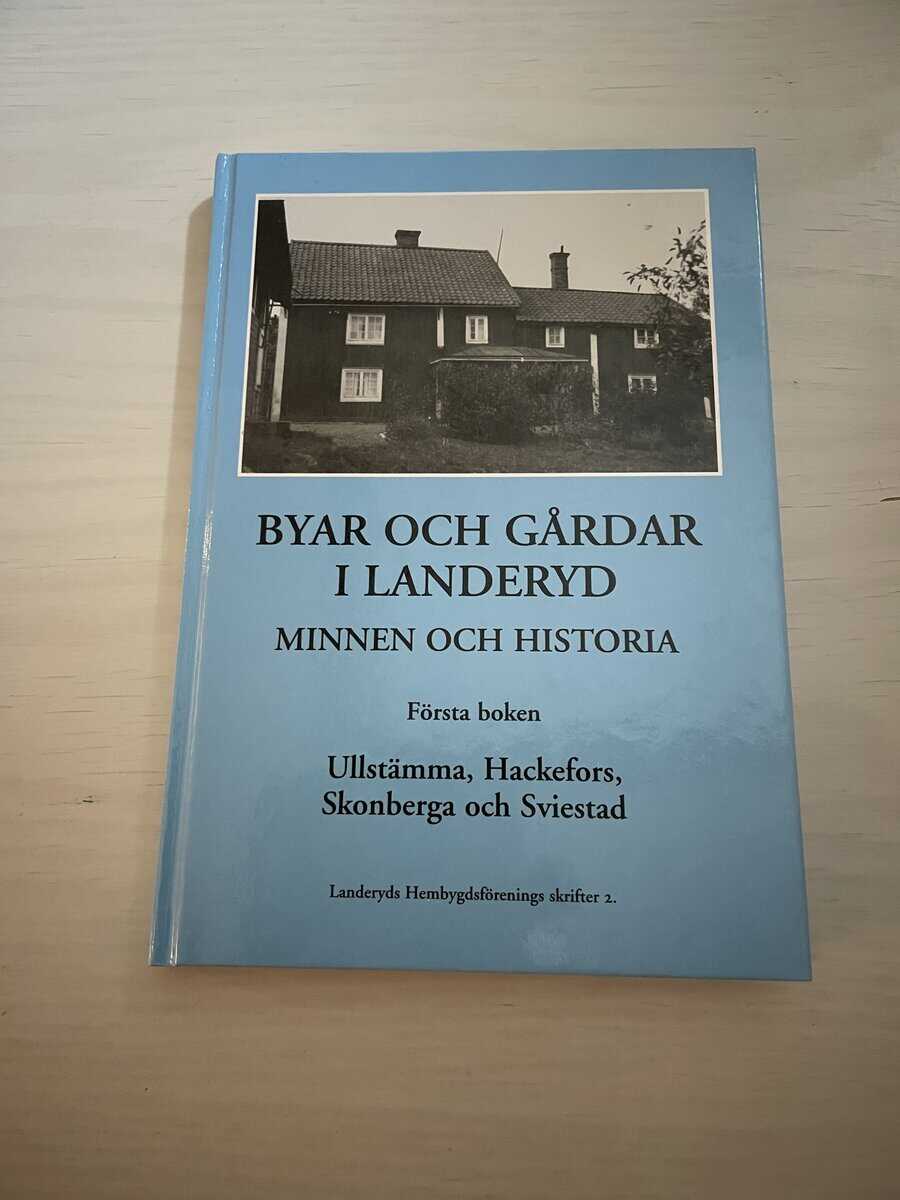 BYAR OCH GÅRDAR
I LANDERYD
MINNEN OCH HISTORIA
Första boken
Ullstämma, Hackefors,
Skonberga och Sviestad
Landeryds Hembygdsförenings skrifter 2.